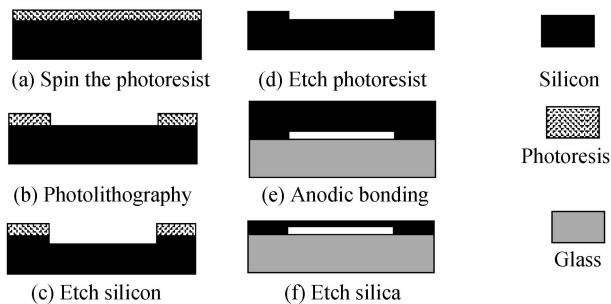 (a) Spin the photoresist
(d) Etch photoresist
Silicon
(b) Photolithography
(e) Anodic bonding
Photoresis
(c) Etch silicon
(f) Etch silica
Glass